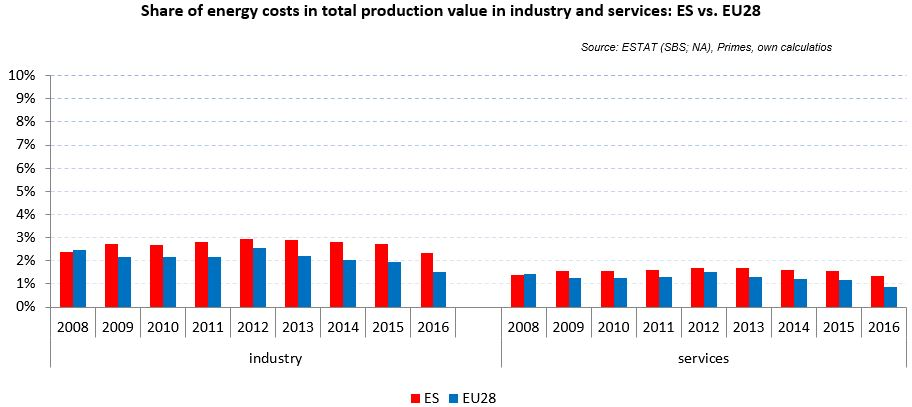 Share of energy costs in total production value in industry and services: ES vs. EU28
Source: ESTAT (SBS; NA), Primes, own calculatios
10%
9%
8%
7%
6%
5%
4%
3%
2%
1%
0%
2008 2009 2010 2011 2012 2013 2014 2015 2016 2008 2009 2010 2011 2012 2013 2014 2015 2016
industry services
ES EU28